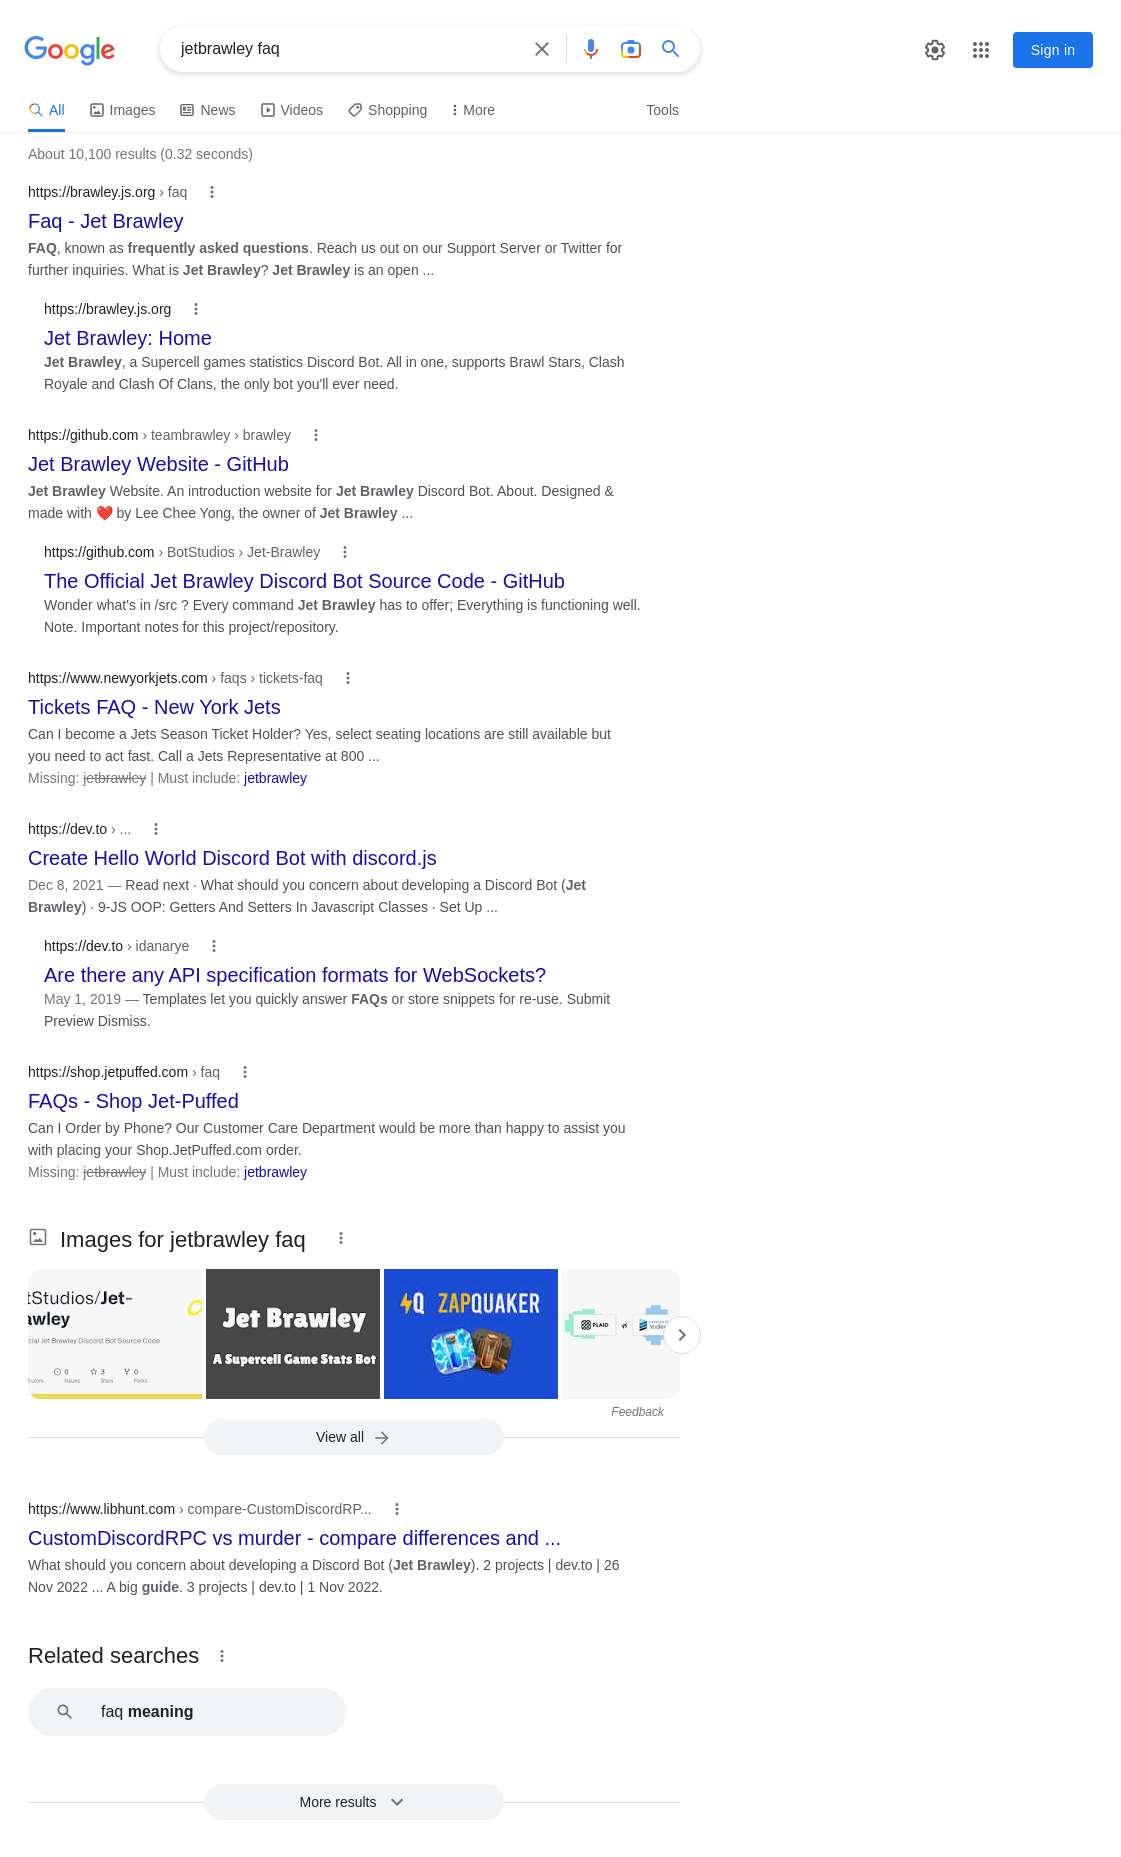 Google
jetbrawley faq
Sign in
All
Images
News
Videos
Shopping
More
Tools
About 10,100 results (0.32 seconds)
https://brawley.js.org › faq
Faq - Jet Brawley
FAQ, known as frequently asked questions. Reach us out on our Support Server or Twitter for
further inquiries. What is Jet Brawley? Jet Brawley is an open ...
https://brawley.js.org
Jet Brawley: Home
Jet Brawley, a Supercell games statistics Discord Bot. All in one, supports Brawl Stars, Clash
Royale and Clash Of Clans, the only bot you'll ever need.
https://github.com › teambrawley › brawley
Jet Brawley Website - GitHub
Jet Brawley Website. An introduction website for Jet Brawley Discord Bot. About. Designed &
made with ❤️ by Lee Chee Yong, the owner of Jet Brawley ...
https://github.com › BotStudios › Jet-Brawley
The Official Jet Brawley Discord Bot Source Code - GitHub
Wonder what's in /src ? Every command Jet Brawley has to offer; Everything is functioning well.
Note. Important notes for this project/repository.
https://www.newyorkjets.com › faqs › tickets-faq
Tickets FAQ - New York Jets
Can I become a Jets Season Ticket Holder? Yes, select seating locations are still available but
you need to act fast. Call a Jets Representative at 800 ...
Missing: jetbrawley | Must include: jetbrawley
https://dev.to › ...
Create Hello World Discord Bot with discord.js
Dec 8, 2021 — Read next · What should you concern about developing a Discord Bot (Jet
Brawley) · 9-JS OOP: Getters And Setters In Javascript Classes · Set Up ...
https://dev.to › idanarye
Are there any API specification formats for WebSockets?
May 1, 2019 — Templates let you quickly answer FAQs or store snippets for re-use. Submit
Preview Dismiss.
https://shop.jetpuffed.com › faq
FAQs - Shop Jet-Puffed
Can I Order by Phone? Our Customer Care Department would be more than happy to assist you
with placing your Shop.JetPuffed.com order.
Missing: jetbrawley | Must include: jetbrawley
Images for jetbrawley faq
tStudios/Jet-
awley
cial Jet Brawley Discord Bot Source Code
0 3 0
butors Issues Stars Forks
Jet Brawley
A Supercell Game Stats Bot
Q ZAPQUAKER
PLAID vs Yodlee
Feedback
View all
https://www.libhunt.com › compare-CustomDiscordRP...
CustomDiscordRPC vs murder - compare differences and ...
What should you concern about developing a Discord Bot (Jet Brawley). 2 projects | dev.to | 26
Nov 2022 ... A big guide. 3 projects | dev.to | 1 Nov 2022.
Related searches
faq meaning
More results